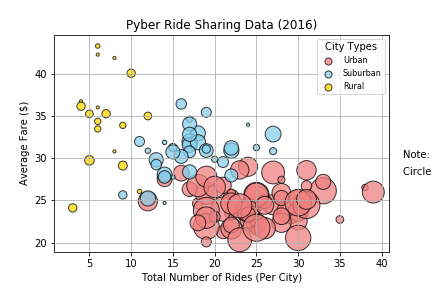 Pyber Ride Sharing Data (2016)
City Types
Urban
Suburban
Rural
40
35
30
25
20
Average Fare ($)
5
10
15
20
25
30
35
40
Total Number of Rides (Per City)
Note:
Circle